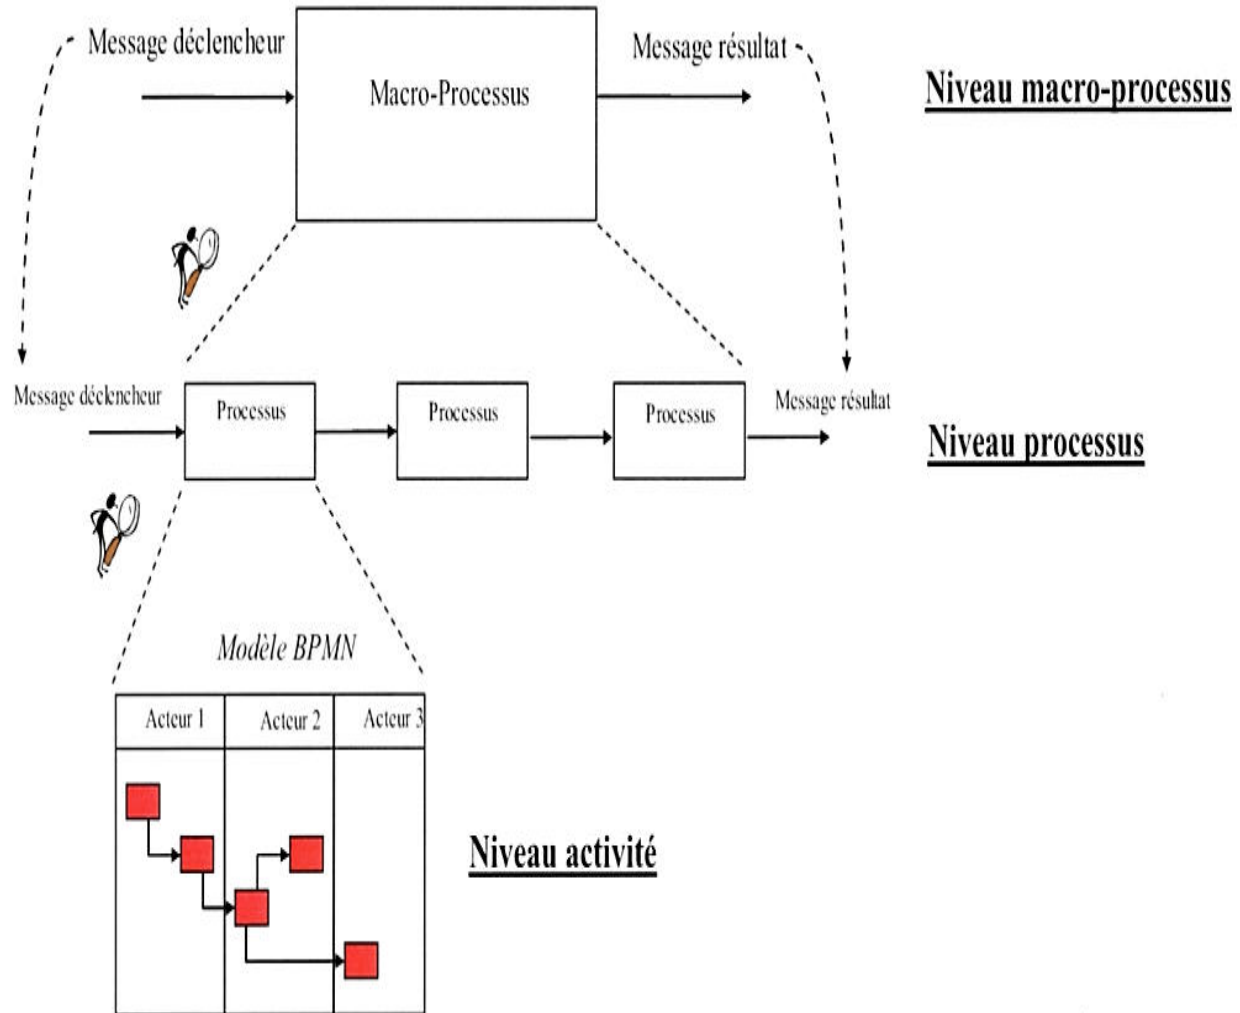 Message déclencheur
Message résultat
Macro-Processus
Niveau macro-processus
Message déclencheur
Processus
Processus
Processus
Message résultat
Niveau processus
Modèle BPMN
Acteur 1
Acteur 2
Acteur 3
Niveau activité